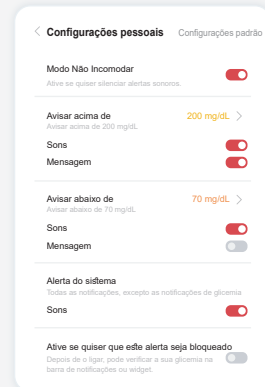 Configurações pessoais Configurações padrão
Modo Não Incomodar
Ative se quiser silenciar alertas sonoros.
Avisar acima de 200 mg/dL
Avisar acima de 200 mg/dL
Sons
Mensagem
Avisar abaixo de 70 mg/dL
Avisar abaixo de 70 mg/dL
Sons
Mensagem
Alerta do sistema
Todas as notificações, excepto as notificações de glicemia
Sons
Ative se quiser que este alerta seja bloqueado
Depois de o ligar, pode verificar a sua glicemia na
barra de notificações ou widget.